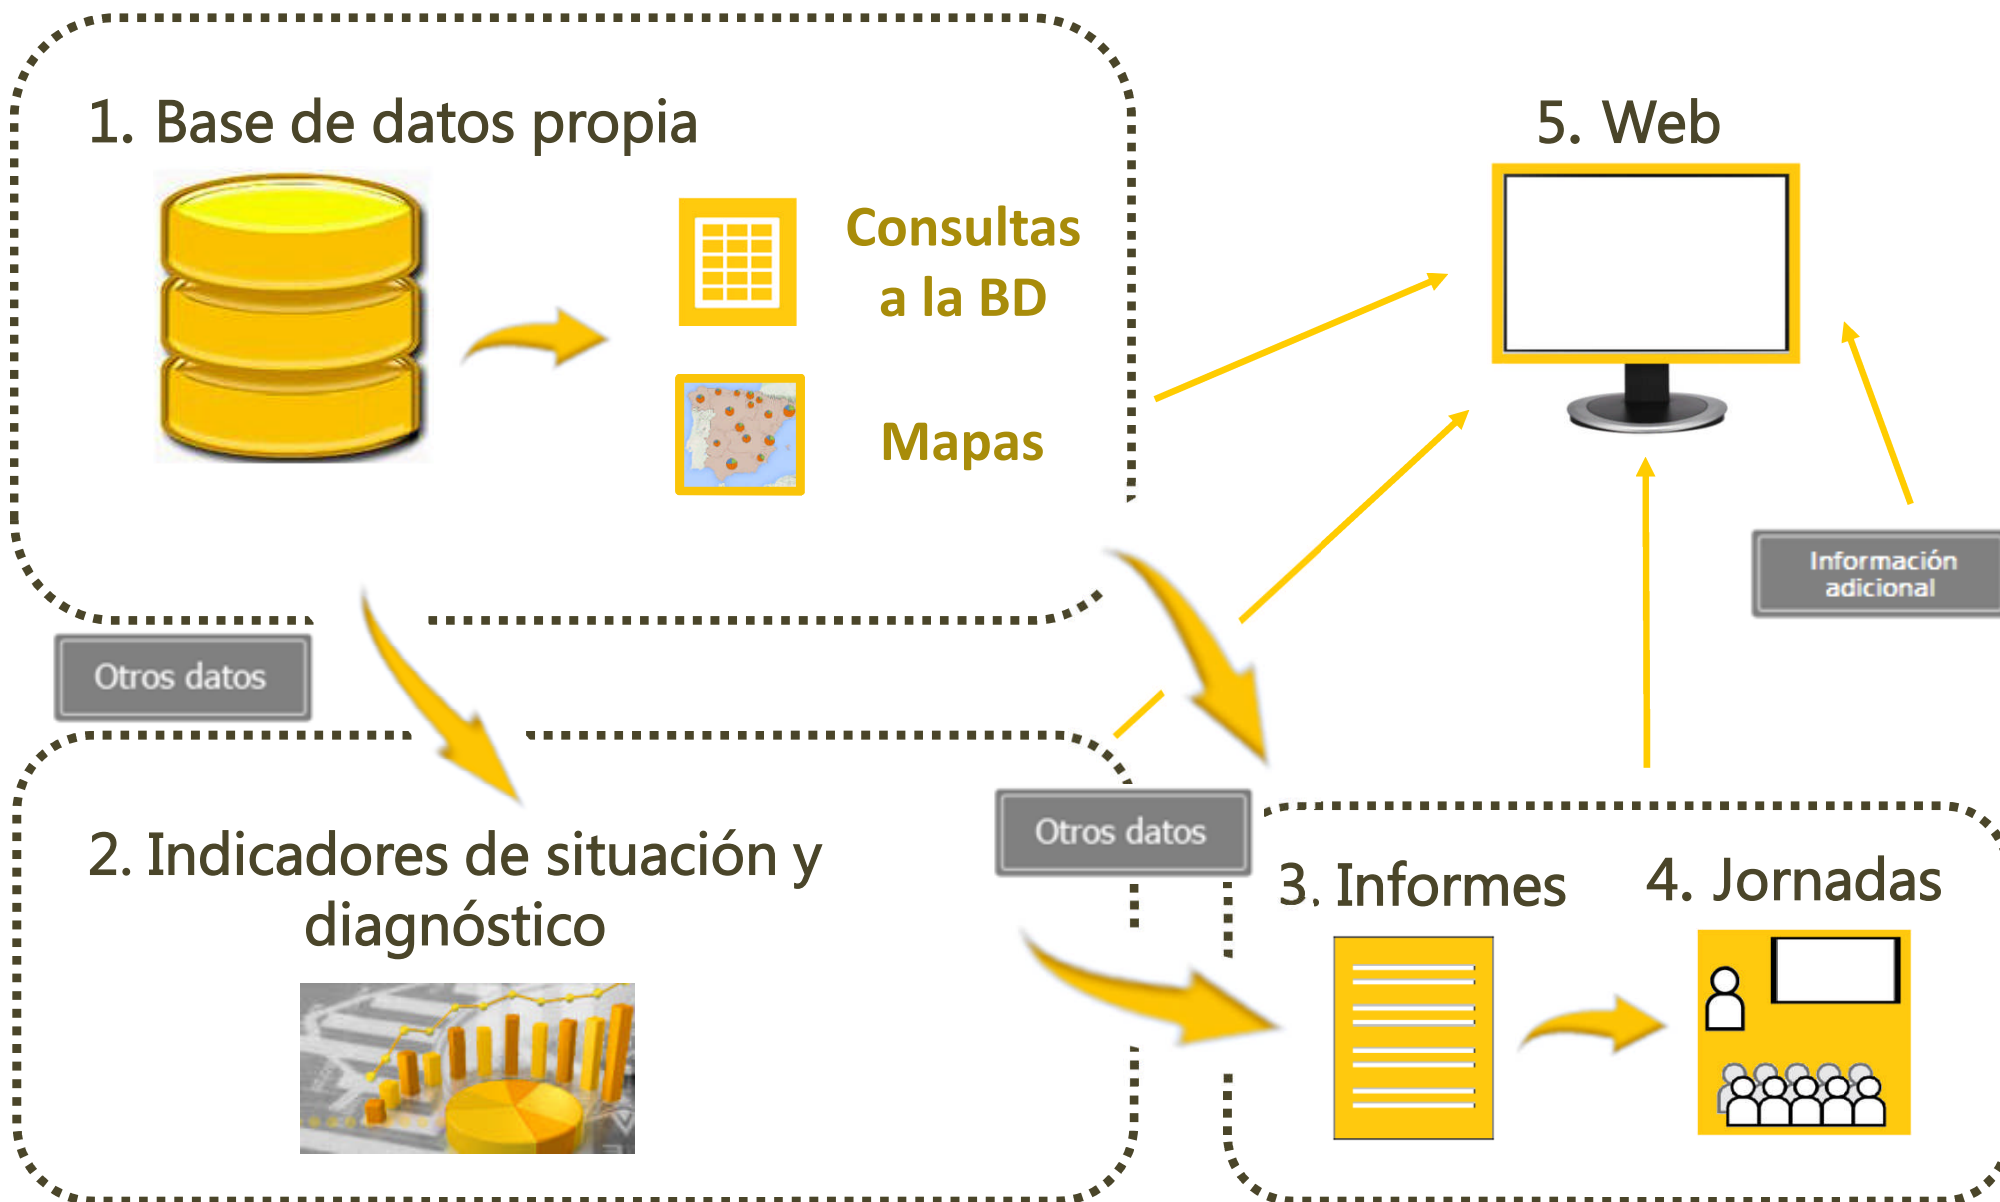 1. Base de datos propia
Consultas
a la BD
Mapas
5. Web
Información
adicional
Otros datos
2. Indicadores de situación y
diagnóstico
Otros datos
3. Informes
4. Jornadas